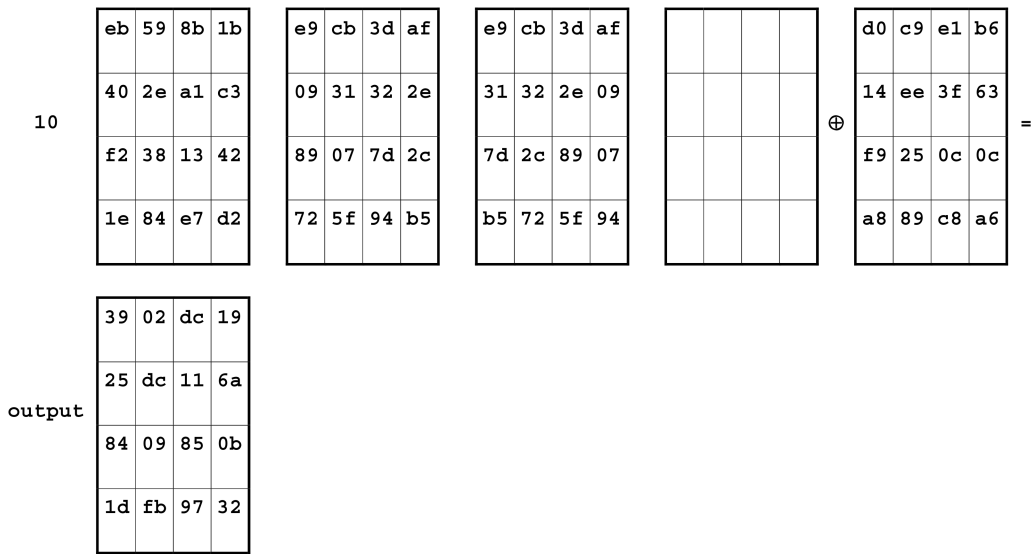 eb 59 8b 1b e9 cb 3d af e9 cb 3d af d0 c9 e1 b6
40 2e a1 c3 09 31 32 2e 31 32 2e 09 14 ee 3f 63
10 ⊕ =
f2 38 13 42 89 07 7d 2c 7d 2c 89 07 f9 25 0c 0c
1e 84 e7 d2 72 5f 94 b5 b5 72 5f 94 a8 89 c8 a6
39 02 dc 19
25 dc 11 6a
output
84 09 85 0b
1d fb 97 32